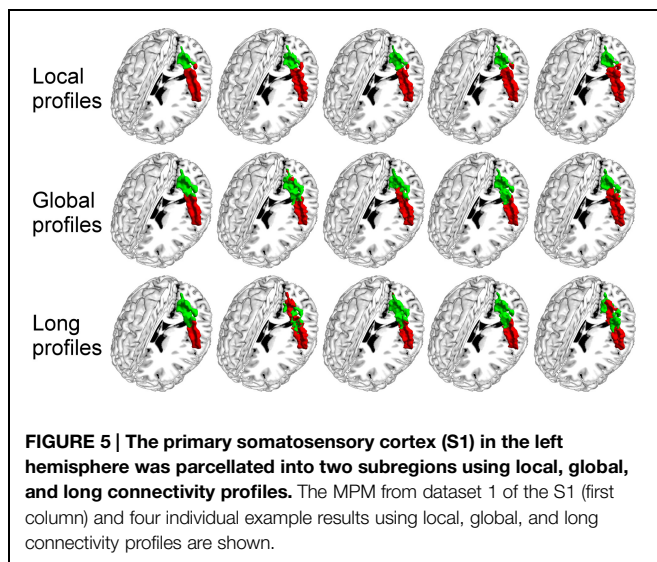 Local
profiles
Global
profiles
Long
profiles
FIGURE 5 | The primary somatosensory cortex (S1) in the left
hemisphere was parcellated into two subregions using local, global,
and long connectivity profiles. The MPM from dataset 1 of the S1 (first
column) and four individual example results using local, global, and long
connectivity profiles are shown.